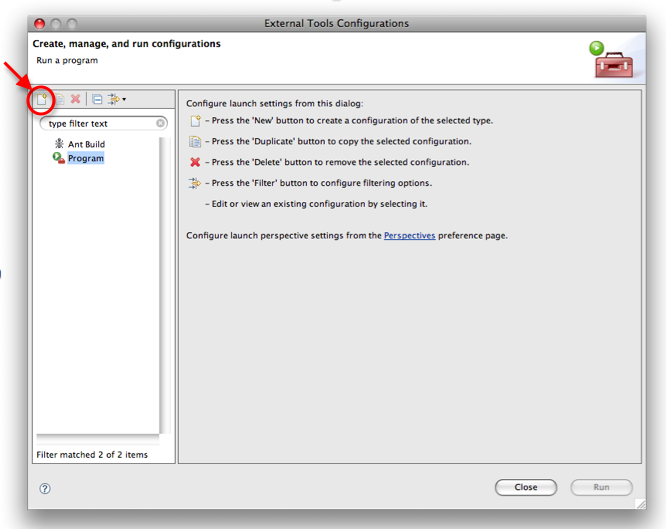 External Tools Configurations
Create, manage, and run configurations
Run a program
type filter text
Ant Build
Program
Filter matched 2 of 2 items
Configure launch settings from this dialog:
– Press the 'New' button to create a configuration of the selected type.
– Press the 'Duplicate' button to copy the selected configuration.
– Press the 'Delete' button to remove the selected configuration.
– Press the 'Filter' button to configure filtering options.
– Edit or view an existing configuration by selecting it.
Configure launch perspective settings from the Perspectives preference page.
?
Close
Run